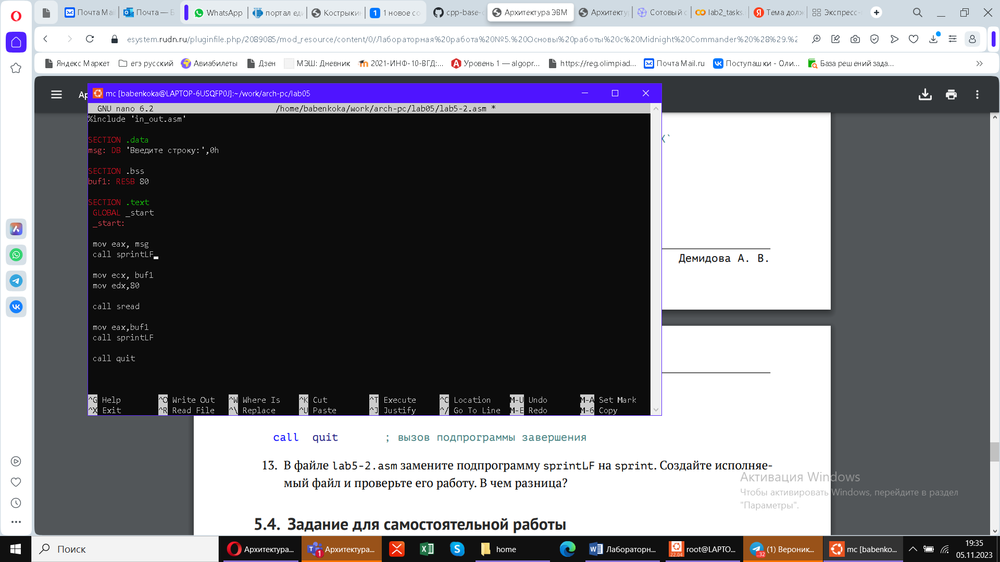 Почта Mai
Почта — Б
WhatsApp
портал еди
Кострыкин
1 новое со
cpp-base-c
Архитектура ЭВМ
Архитекту
Сотовый с
lab2_tasks.
Тема долж
Экспресс-
esystem.rudn.ru/pluginfile.php/2089085/mod_resource/content/0/Лабораторная%20работа%20№5.%20Основы%20работы%20с%20Midnight%20Commander%20%28%29.%2
Яндекс Маркет
егэ русский
Авиабилеты
Дзен
МЭШ: Дневник
2021-ИНФ-10-ВГД:...
Уровень 1 — algopr...
https://reg.olimpiad...
Почта Mail.ru
Поступашки - Оли...
База решений зада...
Ар
mc [babenkoka@LAPTOP-6USQFP0J]:~/work/arch-pc/lab05
GNU nano 6.2 /home/babenkoka/work/arch-pc/lab05/lab5-2.asm *
%include 'in_out.asm'
SECTION .data
msg: DB 'Введите строку:',0h
SECTION .bss
buf1: RESB 80
SECTION .text
GLOBAL _start
_start:
mov eax, msg
call sprintLF
mov ecx, buf1
mov edx,80
call sread
mov eax,buf1
call sprintLF
call quit
^G Help ^O Write Out ^W Where Is ^K Cut ^T Execute ^C Location M-U Undo M-A Set Mark
^X Exit ^R Read File ^\ Replace ^U Paste ^J Justify ^/ Go To Line M-E Redo M-6 Copy
Демидова А. В.
call quit ; вызов подпрограммы завершения
13. В файле lab5-2.asm замените подпрограмму sprintLF на sprint. Создайте исполняе-
мый файл и проверьте его работу. В чем разница?
5.4. Задание для самостоятельной работы
Активация Windows
Чтобы активировать Windows, перейдите в раздел
"Параметры".
Поиск
Архитектура...
1
Архитектура...
home
Лабораторн...
22.04
root@LAPTO...
..32
(1) Вероник...
mc [babenko...
19:35
05.11.2023